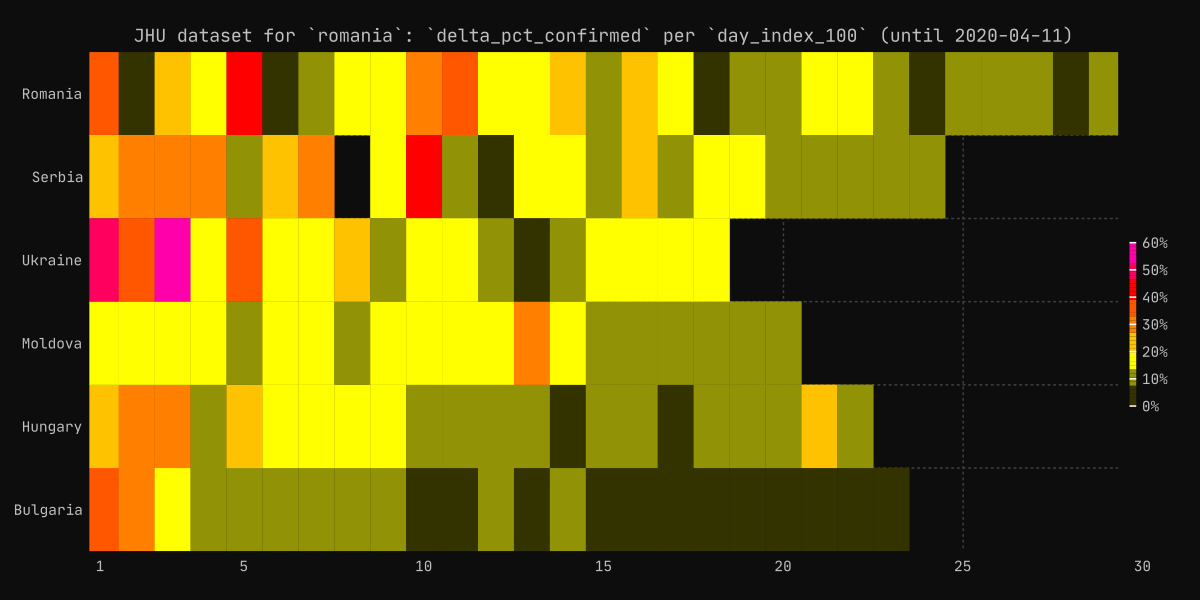 JHU dataset for `romania`: `delta_pct_confirmed` per `day_index_100` (until 2020-04-11)
Romania
Serbia
Ukraine
Moldova
Hungary
Bulgaria
60%
50%
40%
30%
20%
10%
0%
1 5 10 15 20 25 30